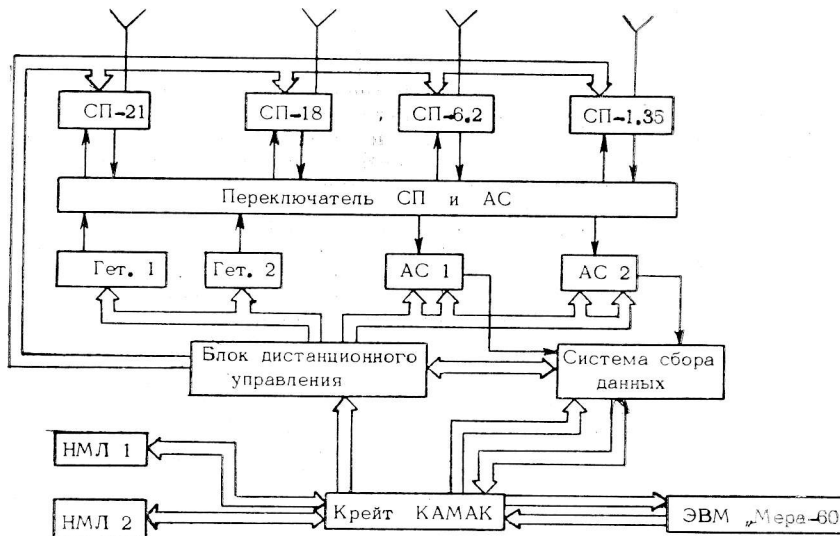 СП-21
СП-18
СП-6.2
СП-1.35
Переключатель СП и АС
Гет. 1
Гет. 2
АС 1
АС 2
Блок дистанционного
управления
Система сбора
данных
НМЛ 1
НМЛ 2
Крейт КАМАК
ЭВМ „Мера-60